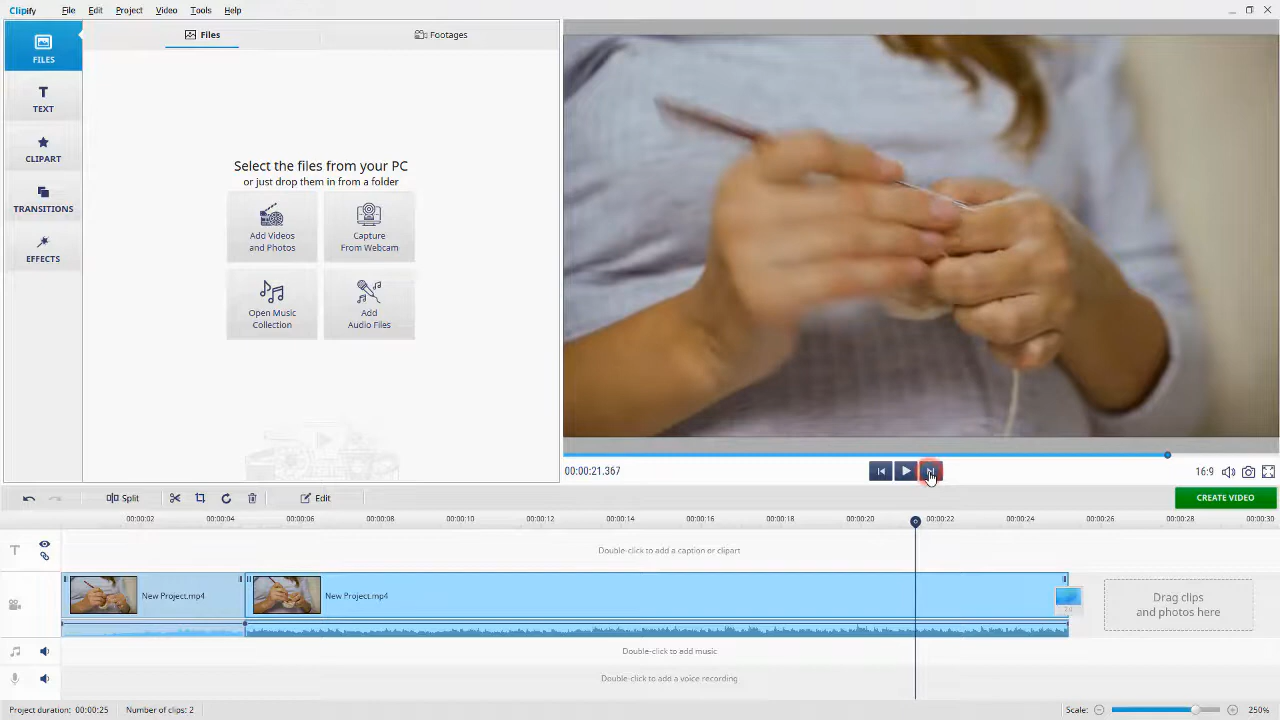 Clipify File Edit Project Video Tools Help
FILES
TEXT
CLIPART
TRANSITIONS
EFFECTS
Files
Footages
Select the files from your PC
or just drop them in from a folder
Add Videos
and Photos
Capture
From Webcam
Open Music
Collection
Add
Audio Files
00:00:21.367
16:9
Split
Edit
CREATE VIDEO
00:00:02 00:00:04 00:00:06 00:00:08 00:00:10 00:00:12 00:00:14 00:00:16 00:00:18 00:00:20 00:00:22 00:00:24 00:00:26 00:00:28 00:00:30
T Double-click to add a caption or clipart
New Project.mp4
New Project.mp4
Drag clips
and photos here
Double-click to add music
Double-click to add a voice recording
Project duration: 00:00:25 Number of clips: 2
Scale: 250%